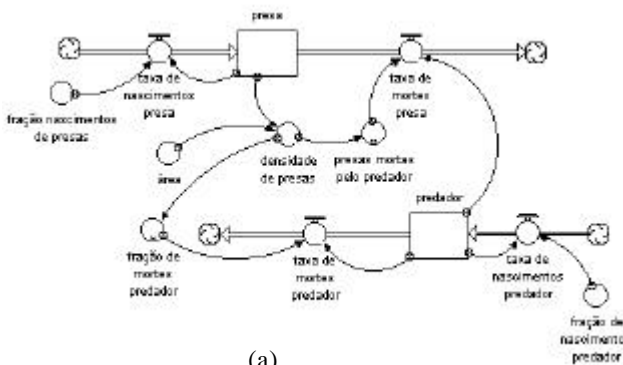 presa
taxa de
nascimentos
presa
taxa de
mortes
presa
fração nascimentos
de presas
área
densidade
de presas
presas mortes
pelo predador
predador
fração de
mortes
predador
taxa de
mortes
predador
taxa de
nascimentos
predador
fração de
nascimento
predador
(a)